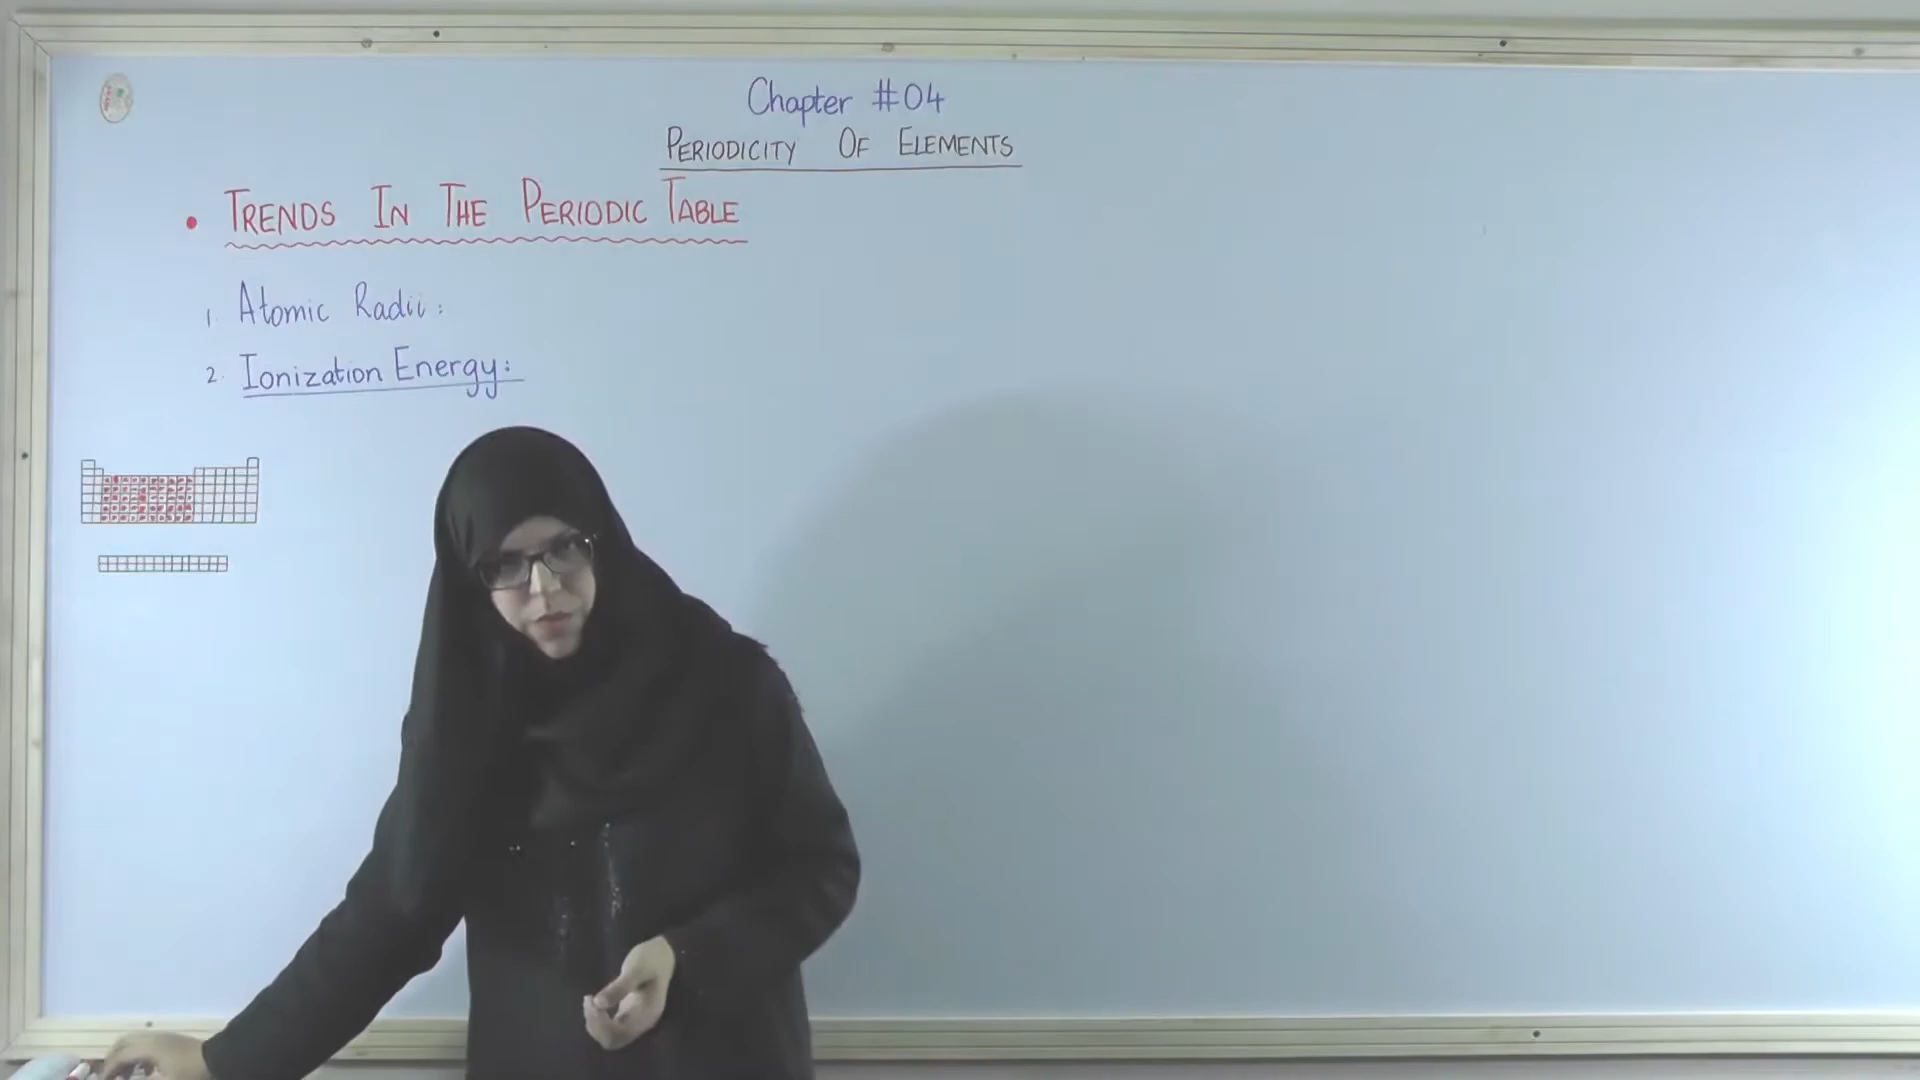 Chapter #04
PERIODICITY OF ELEMENTS
• TRENDS IN THE PERIODIC TABLE
1. Atomic Radii:
2. Ionization Energy: